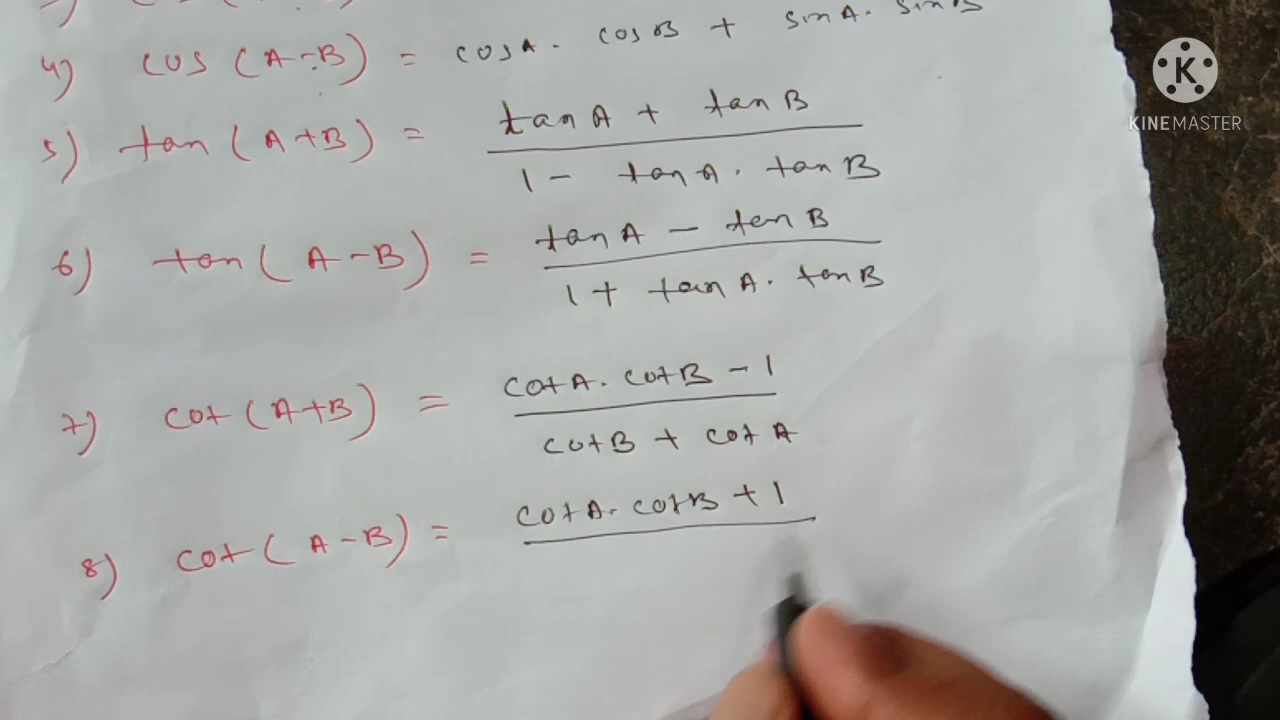 4) cos (A-B) = cosA. cosB + sinA. sinB
KINEMASTER
5) tan (A+B) = tanA + tanB
1 - tanA. tanB
6) tan (A-B) = tanA - tanB
1 + tanA. tanB
7) cot (A+B) = cotA. cotB - 1
cotB + cotA
8) cot (A-B) = cotA. cotB + 1